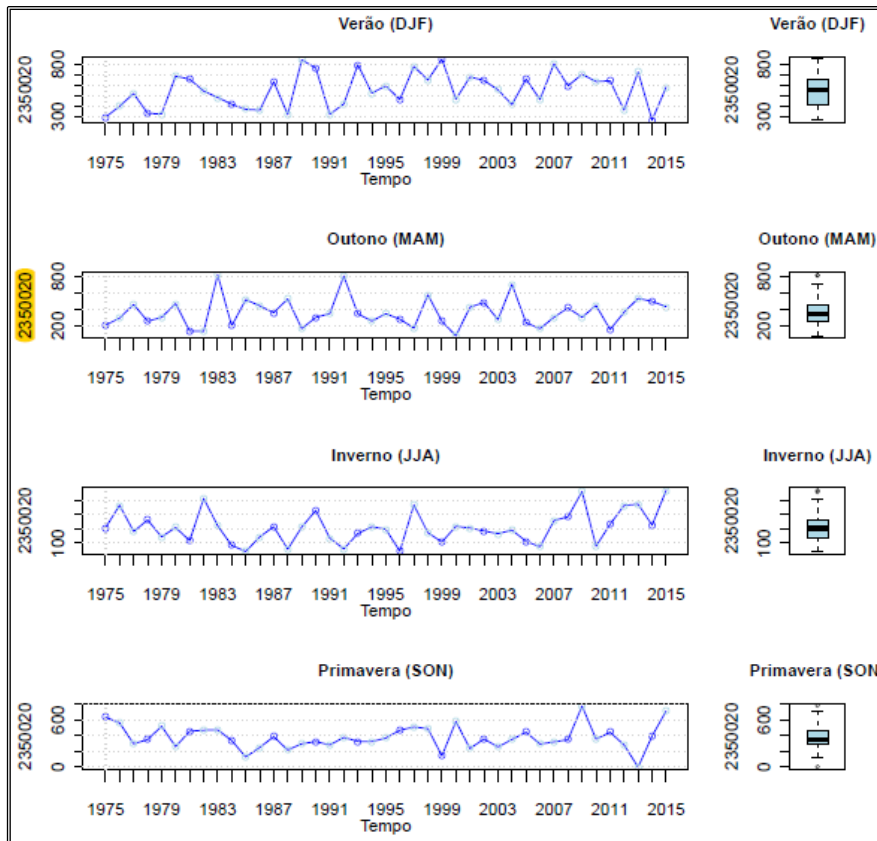 Verão (DJF)
2350020
300 800
1975 1979 1983 1987 1991 1995 1999 2003 2007 2011 2015
Tempo
Verão (DJF)
2350020
300 800
Outono (MAM)
2350020
200 800
1975 1979 1983 1987 1991 1995 1999 2003 2007 2011 2015
Tempo
Outono (MAM)
2350020
200 800
Inverno (JJA)
2350020
100
1975 1979 1983 1987 1991 1995 1999 2003 2007 2011 2015
Tempo
Inverno (JJA)
2350020
100
Primavera (SON)
2350020
0 600
1975 1979 1983 1987 1991 1995 1999 2003 2007 2011 2015
Tempo
Primavera (SON
2350020
0 600